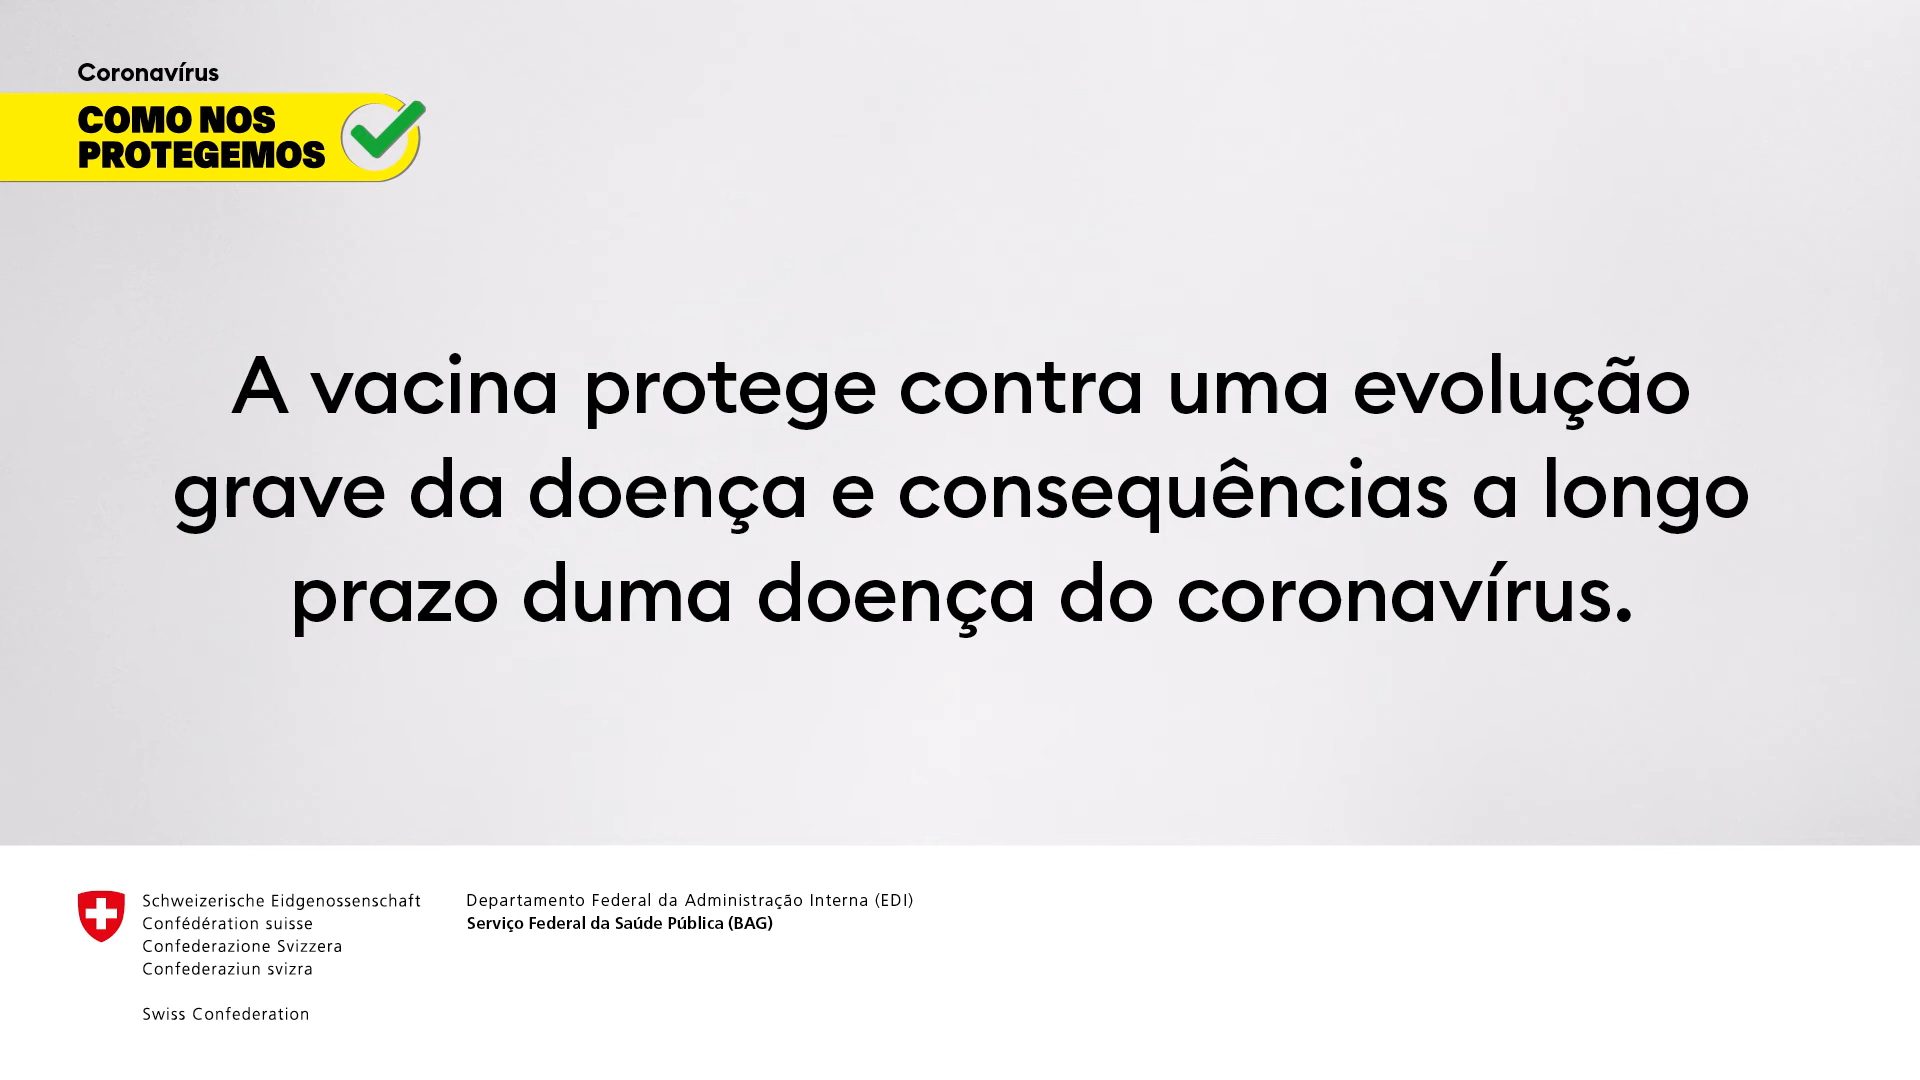 Coronavírus
COMO NOS
PROTEGEMOS
A vacina protege contra uma evolução
grave da doença e consequências a longo
prazo duma doença do coronavírus.
Schweizerische Eidgenossenschaft
Confédération suisse
Confederazione Svizzera
Confederaziun svizra
Swiss Confederation
Departamento Federal da Administração Interna (EDI)
Serviço Federal da Saúde Pública (BAG)